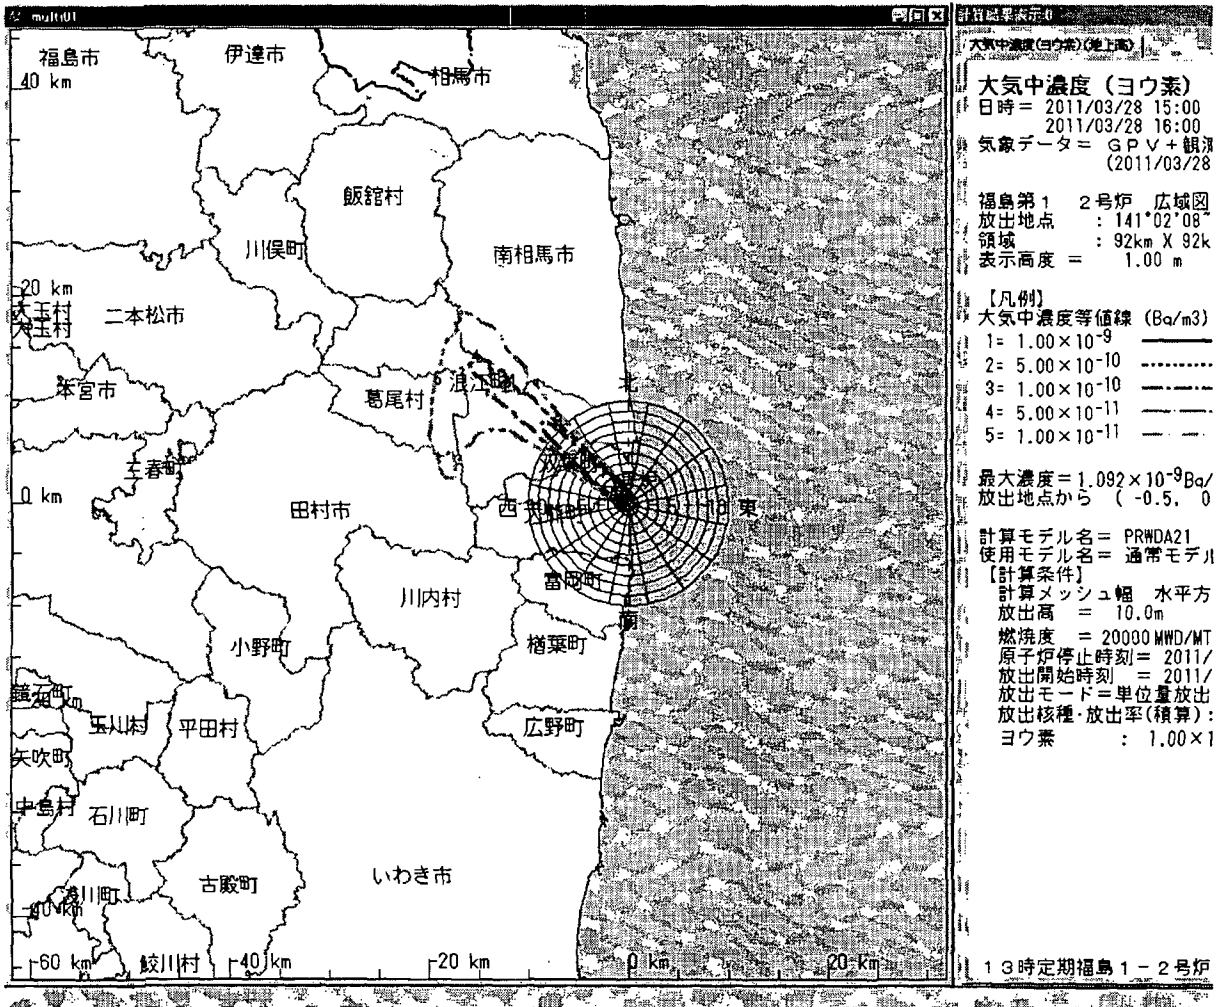 multi01
福島市
伊達市
相馬市
40 km
飯舘村
川俣町
南相馬市
20 km
大玉村
大玉村
二本松市
本宮市
葛尾村
浪江町
北
三春町
双葉町
0 km
田村市
西
東
富岡町
川内村
南
小野町
楢葉町
玉川村
平田村
広野町
矢吹町
中島村
石川町
浅川町
古殿町
いわき市
-60 km
鮫川村
-40 km
-20 km
0 km
20 km
計算結果表示:0
大気中濃度(ヨウ素)(地上高)
大気中濃度(ヨウ素)
日時= 2011/03/28 15:00
2011/03/28 16:00
気象データ= GPV+観測
(2011/03/28
福島第1 2号炉 広域図
放出地点 : 141°02'08"
領域 : 92km X 92k
表示高度 = 1.00 m
【凡例】
大気中濃度等値線 (Bq/m3)
1= 1.00×10⁻⁹
2= 5.00×10⁻¹⁰
3= 1.00×10⁻¹⁰
4= 5.00×10⁻¹¹
5= 1.00×10⁻¹¹
最大濃度=1.092×10⁻⁹Bq/
放出地点から ( -0.5, 0
計算モデル名= PRWDA21
使用モデル名= 通常モデル
【計算条件】
計算メッシュ幅 水平方
放出高 = 10.0m
燃焼度 = 20000MWD/MT
原子炉停止時刻= 2011/
放出開始時刻 = 2011/
放出モード=単位量放出
放出核種・放出率(積算):
ヨウ素 : 1.00×1
13時定期福島1-2号炉